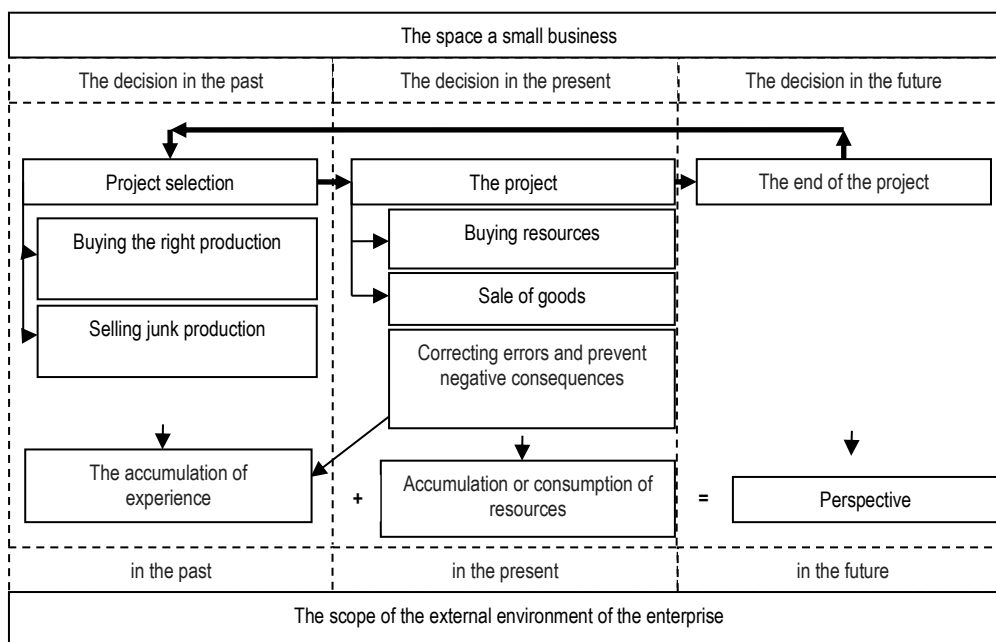 The space a small business
The decision in the past
The decision in the present
The decision in the future
Project selection
The project
The end of the project
Buying the right production
Buying resources
Selling junk production
Sale of goods
Correcting errors and prevent
negative consequences
The accumulation of
experience
+
Accumulation or consumption of
resources
=
Perspective
in the past
in the present
in the future
The scope of the external environment of the enterprise